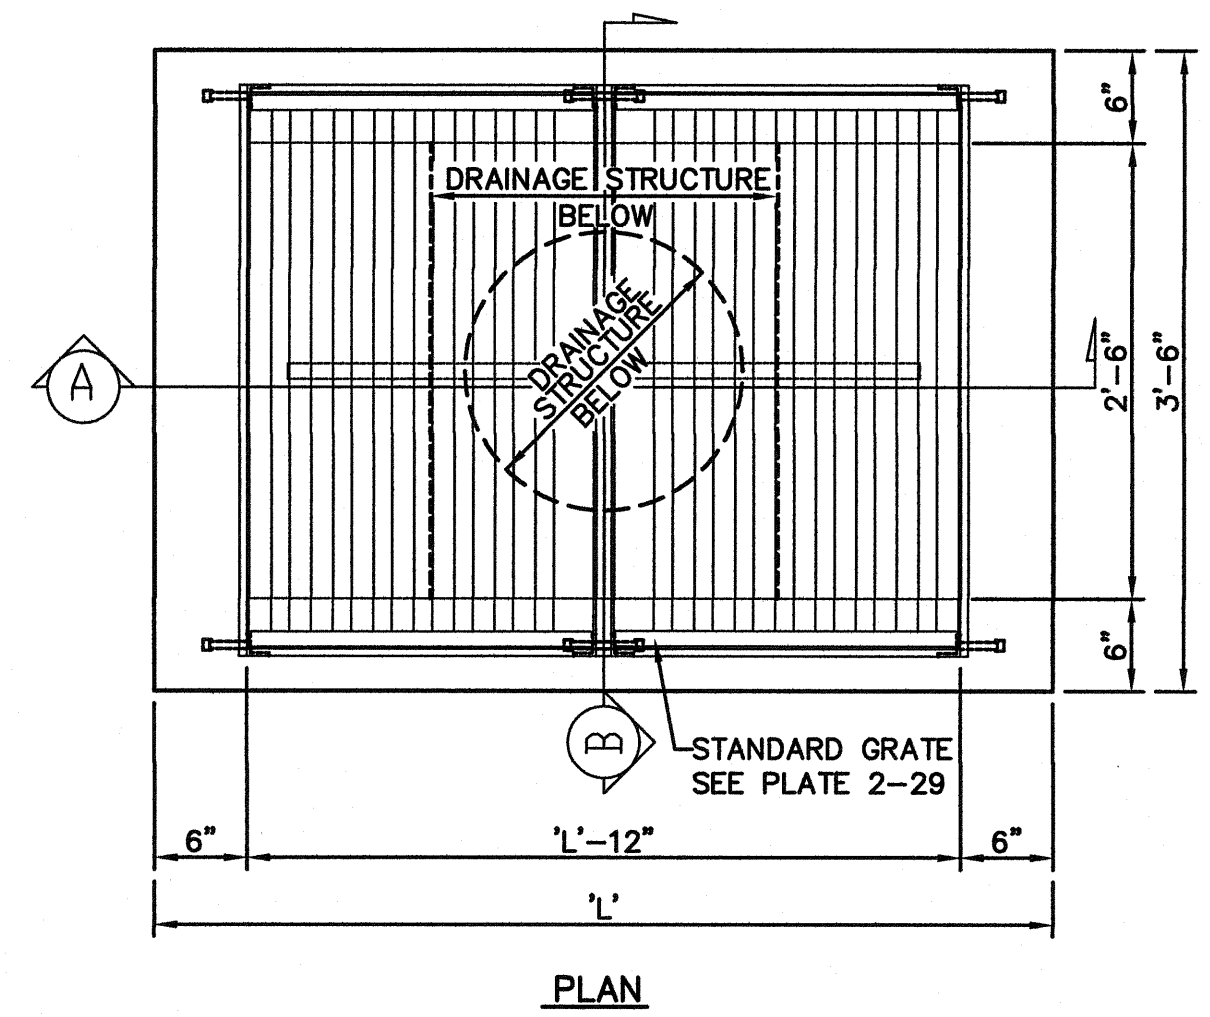 6”
DRAINAGE STRUCTURE
BELOW
DRAINAGE
STRUCTURE
BELOW
A
2'-6”
3'-6”
6”
B
STANDARD GRATE
SEE PLATE 2-29
6”
'L'-12”
6”
'L'
PLAN